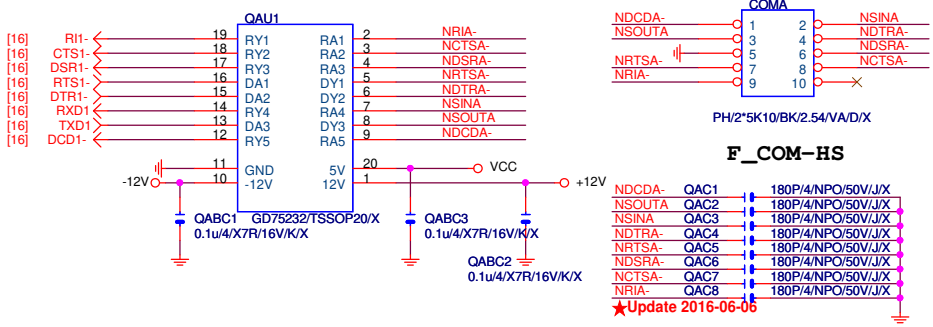 QAU1
[16] RI1- 19 RY1 RA1 2 NRIA-
[16] CTS1- 18 RY2 RA2 3 NCTSA-
[16] DSR1- 17 RY3 RA3 4 NDSRA-
[16] RTS1- 16 DA1 DY1 5 NRTSA-
[16] DTR1- 15 DA2 DY2 6 NDTRA-
[16] RXD1 14 RY4 RA4 7 NSINA
[16] TXD1 13 DA3 DY3 8 NSOUTA
[16] DCD1- 12 RY5 RA5 9 NDCDA-
11 GND 5V 20 VCC
-12V 10 -12V 12V 1 +12V
QABC1 GD75232/TSSOP20/X QABC3
0.1u/4/X7R/16V/K/X 0.1u/4/X7R/16V/K/X
QABC2
0.1u/4/X7R/16V/K/X
COMA
NDCDA- 1 2 NSINA
NSOUTA 3 4 NDTRA-
5 6 NDSRA-
NRTSA- 7 8 NCTSA-
NRIA- 9 10
PH/2*5K10/BK/2.54/VA/D/X
F_COM-HS
NDCDA- QAC1 180P/4/NPO/50V/J/X
NSOUTA QAC2 180P/4/NPO/50V/J/X
NSINA QAC3 180P/4/NPO/50V/J/X
NDTRA- QAC4 180P/4/NPO/50V/J/X
NRTSA- QAC5 180P/4/NPO/50V/J/X
NDSRA- QAC6 180P/4/NPO/50V/J/X
NCTSA- QAC7 180P/4/NPO/50V/J/X
NRIA- QAC8 180P/4/NPO/50V/J/X
★Update 2016-06-06